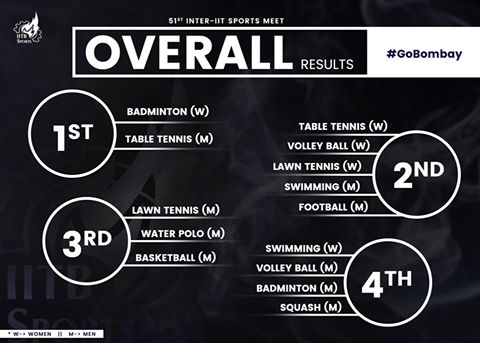 IITB
SPORTS
51ST INTER-IIT SPORTS MEET
OVERALL RESULTS
#GoBombay
1ST
BADMINTON (W)
TABLE TENNIS (M)
2ND
TABLE TENNIS (W)
VOLLEY BALL (W)
LAWN TENNIS (W)
SWIMMING (M)
FOOTBALL (M)
3RD
LAWN TENNIS (M)
WATER POLO (M)
BASKETBALL (M)
4TH
SWIMMING (W)
VOLLEY BALL (M)
BADMINTON (M)
SQUASH (M)
IITB
SPORTS
* W-> WOMEN || M-> MEN